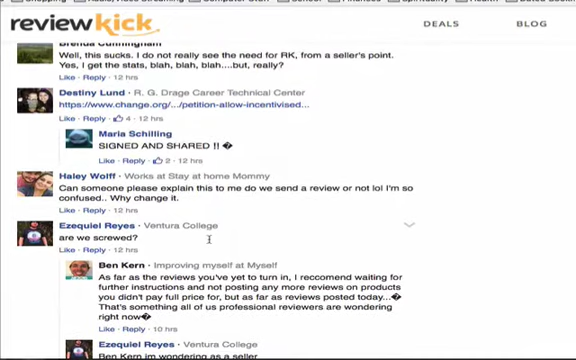 reviewkick
DEALS
BLOG
Brenda Cunningham
Well, this sucks. I do not really see the need for RK, from a seller's point.
Yes, I get the stats, blah, blah, blah....but, really?
Like · Reply · 12 hrs
Destiny Lund · R. G. Drage Career Technical Center
https://www.change.org/.../petition-allow-incentivised...
Like · Reply · 4 · 12 hrs
Maria Schilling
SIGNED AND SHARED !! �
Like · Reply · 2 · 12 hrs
Haley Wolff · Works at Stay at home Mommy
Can someone please explain this to me do we send a review or not lol I'm so
confused.. Why change it.
Like · Reply · 12 hrs
Ezequiel Reyes · Ventura College
are we screwed?
Like · Reply · 12 hrs
Ben Kern · Improving myself at Myself
As far as the reviews you've yet to turn in, I reccomend waiting for
further instructions and not posting any more reviews on products
you didn't pay full price for, but as far as reviews posted today...�
That's something all of us professional reviewers are wondering
right now�
Like · Reply · 10 hrs
Ezequiel Reyes · Ventura College
Ben Kern im wondering as a seller